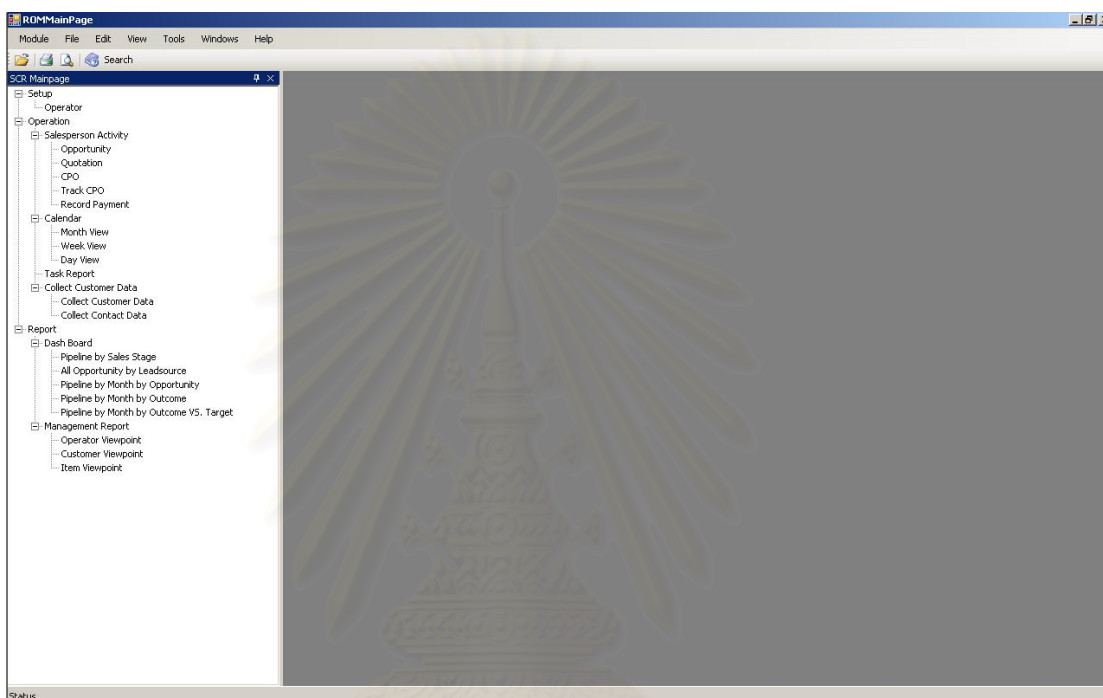 ROMMainPage
Module File Edit View Tools Windows Help
Search
SCR Mainpage
Setup
Operator
Operation
Salesperson Activity
Opportunity
Quotation
CPO
Track CPO
Record Payment
Calendar
Month View
Week View
Day View
Task Report
Collect Customer Data
Collect Customer Data
Collect Contact Data
Report
Dash Board
Pipeline by Sales Stage
All Opportunity by Leadsource
Pipeline by Month by Opportunity
Pipeline by Month by Outcome
Pipeline by Month by Outcome VS. Target
Management Report
Operator Viewpoint
Customer Viewpoint
Item Viewpoint
Status